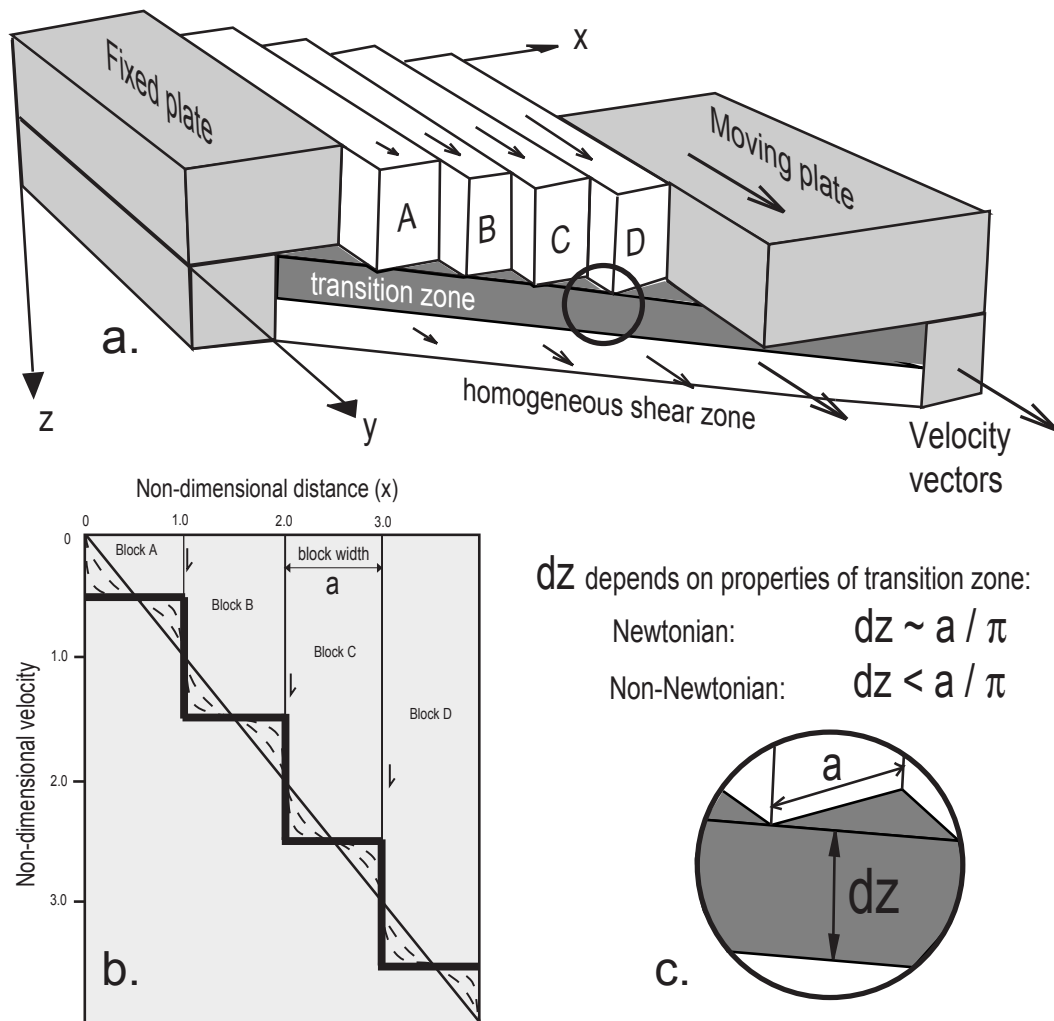 x
Fixed plate
Moving plate
A
B
C
D
transition zone
a.
homogeneous shear zone
z
y
Velocity
vectors
Non-dimensional distance (x)
0 1.0 2.0 3.0
0
Block A
block width
a
Block B
Block C
Block D
1.0
2.0
3.0
Non-dimensional velocity
b.
dz depends on properties of transition zone:
Newtonian: dz ~ a / π
Non-Newtonian: dz < a / π
a
dz
c.